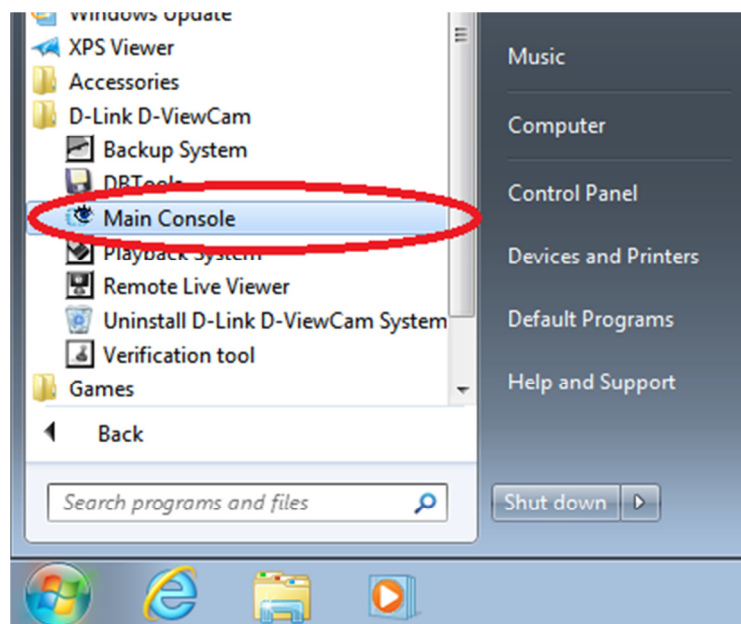 Windows Update
XPS Viewer
Accessories
D-Link D-ViewCam
Backup System
DBTools
Main Console
Playback System
Remote Live Viewer
Uninstall D-Link D-ViewCam System
Verification tool
Games
Back
Search programs and files
Music
Computer
Control Panel
Devices and Printers
Default Programs
Help and Support
Shut down